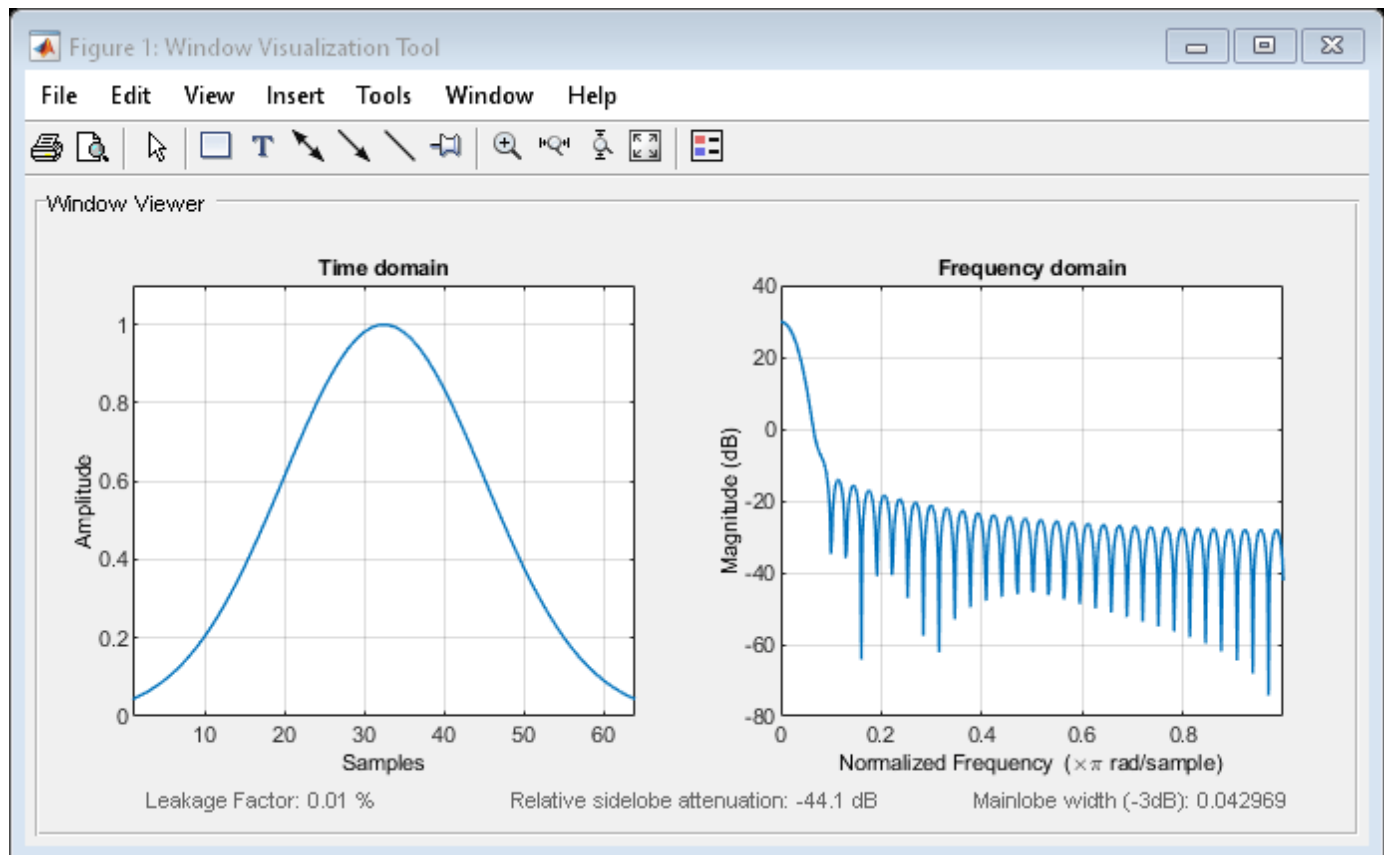 Figure 1: Window Visualization Tool
File Edit View Insert Tools Window Help
T
Window Viewer
Time domain
1
0.8
0.6
0.4
0.2
0
Amplitude
10 20 30 40 50 60
Samples
Frequency domain
40
20
0
-20
-40
-60
-80
Magnitude (dB)
0 0.2 0.4 0.6 0.8
Normalized Frequency (×π rad/sample)
Leakage Factor: 0.01 %
Relative sidelobe attenuation: -44.1 dB
Mainlobe width (-3dB): 0.042969